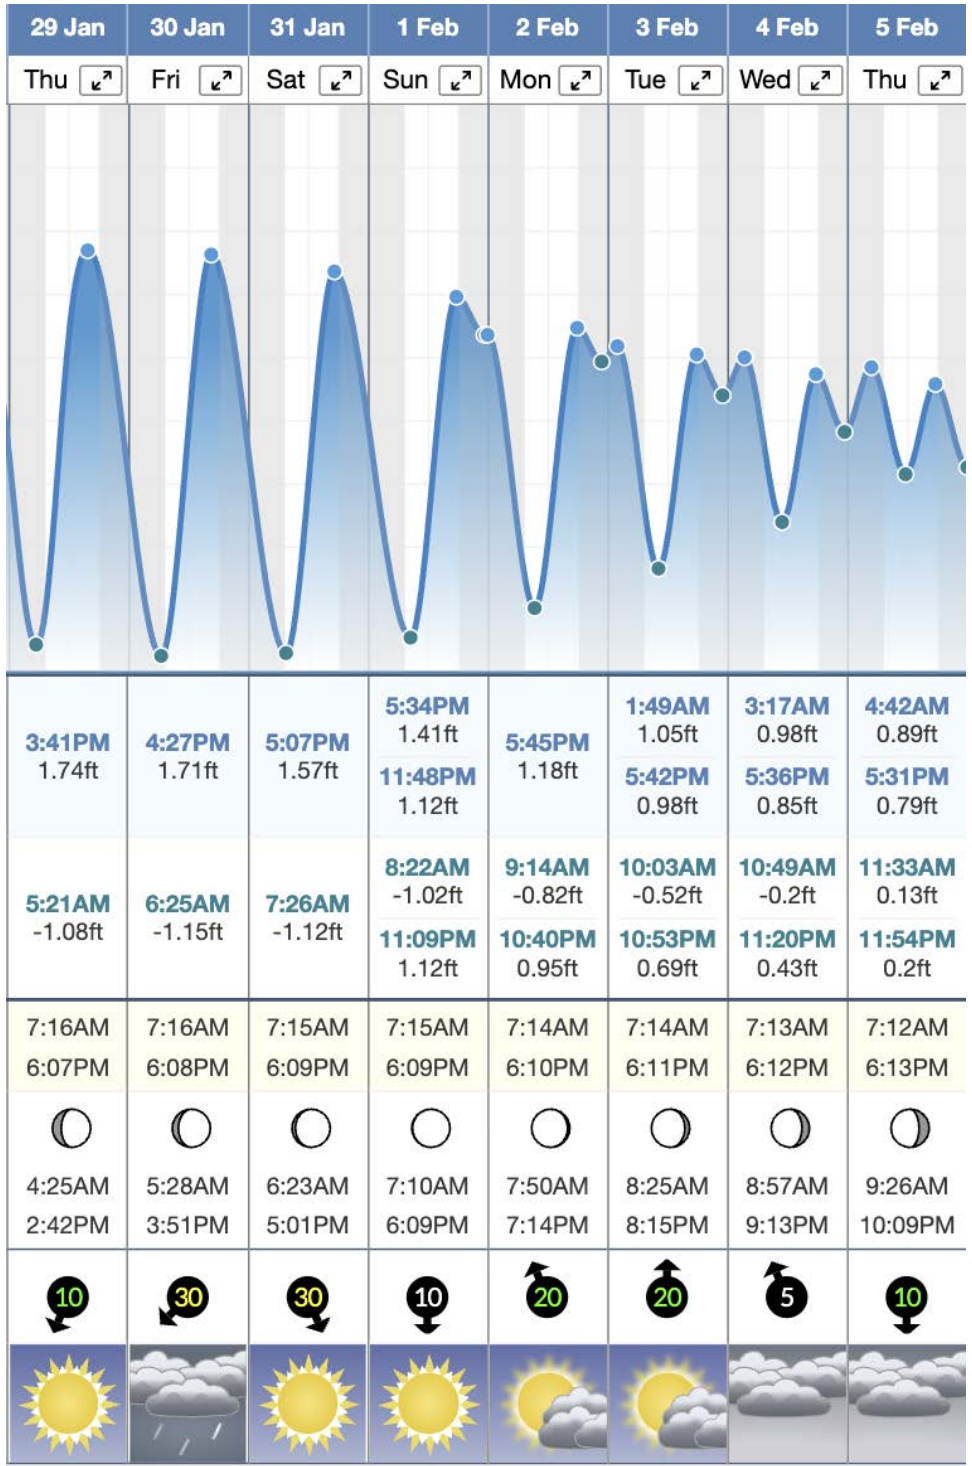 29 Jan 30 Jan 31 Jan 1 Feb 2 Feb 3 Feb 4 Feb 5 Feb
Thu Fri Sat Sun Mon Tue Wed Thu
5:34PM 1:49AM 3:17AM 4:42AM
1.41ft 1.05ft 0.98ft 0.89ft
3:41PM 4:27PM 5:07PM 5:45PM
1.74ft 1.71ft 1.57ft 1.18ft
11:48PM 5:42PM 5:36PM 5:31PM
1.12ft 0.98ft 0.85ft 0.79ft
8:22AM 9:14AM 10:03AM 10:49AM 11:33AM
-1.02ft -0.82ft -0.52ft -0.2ft 0.13ft
5:21AM 6:25AM 7:26AM
-1.08ft -1.15ft -1.12ft
11:09PM 10:40PM 10:53PM 11:20PM 11:54PM
1.12ft 0.95ft 0.69ft 0.43ft 0.2ft
7:16AM 7:16AM 7:15AM 7:15AM 7:14AM 7:14AM 7:13AM 7:12AM
6:07PM 6:08PM 6:09PM 6:09PM 6:10PM 6:11PM 6:12PM 6:13PM
4:25AM 5:28AM 6:23AM 7:10AM 7:50AM 8:25AM 8:57AM 9:26AM
2:42PM 3:51PM 5:01PM 6:09PM 7:14PM 8:15PM 9:13PM 10:09PM
10 30 30 10 20 20 5 10